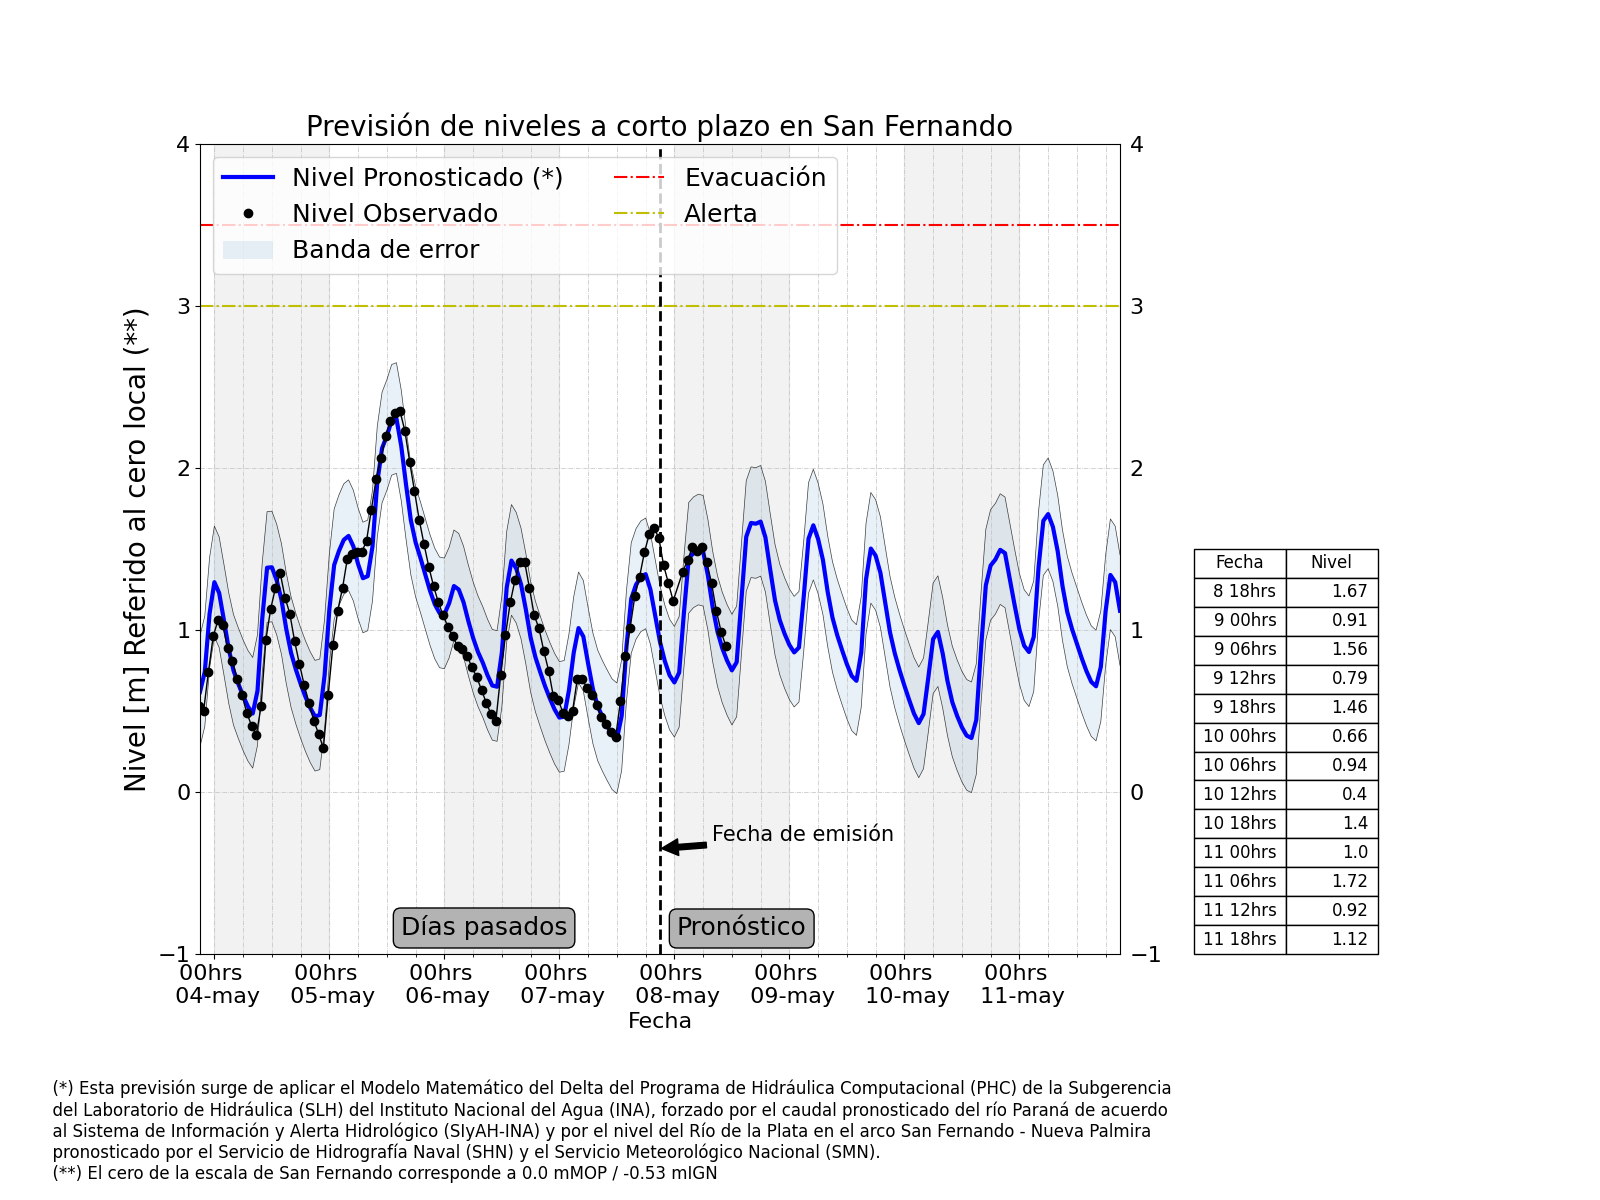 Previsión de niveles a corto plazo en San Fernando
Nivel Pronosticado (*)
Nivel Observado
Banda de error
Evacuación
Alerta
Nivel [m] Referido al cero local (**)
4
3
2
1
0
−1
4
3
2
1
0
−1
Fecha de emisión
Días pasados
Pronóstico
00hrs 00hrs 00hrs 00hrs 00hrs 00hrs 00hrs 00hrs
04-may 05-may 06-may 07-may 08-may 09-may 10-may 11-may
Fecha
Fecha Nivel
8 18hrs 1.67
9 00hrs 0.91
9 06hrs 1.56
9 12hrs 0.79
9 18hrs 1.46
10 00hrs 0.66
10 06hrs 0.94
10 12hrs 0.4
10 18hrs 1.4
11 00hrs 1.0
11 06hrs 1.72
11 12hrs 0.92
11 18hrs 1.12
(*) Esta previsión surge de aplicar el Modelo Matemático del Delta del Programa de Hidráulica Computacional (PHC) de la Subgerencia
del Laboratorio de Hidráulica (SLH) del Instituto Nacional del Agua (INA), forzado por el caudal pronosticado del río Paraná de acuerdo
al Sistema de Información y Alerta Hidrológico (SIyAH-INA) y por el nivel del Río de la Plata en el arco San Fernando - Nueva Palmira
pronosticado por el Servicio de Hidrografía Naval (SHN) y el Servicio Meteorológico Nacional (SMN).
(**) El cero de la escala de San Fernando corresponde a 0.0 mMOP / -0.53 mIGN